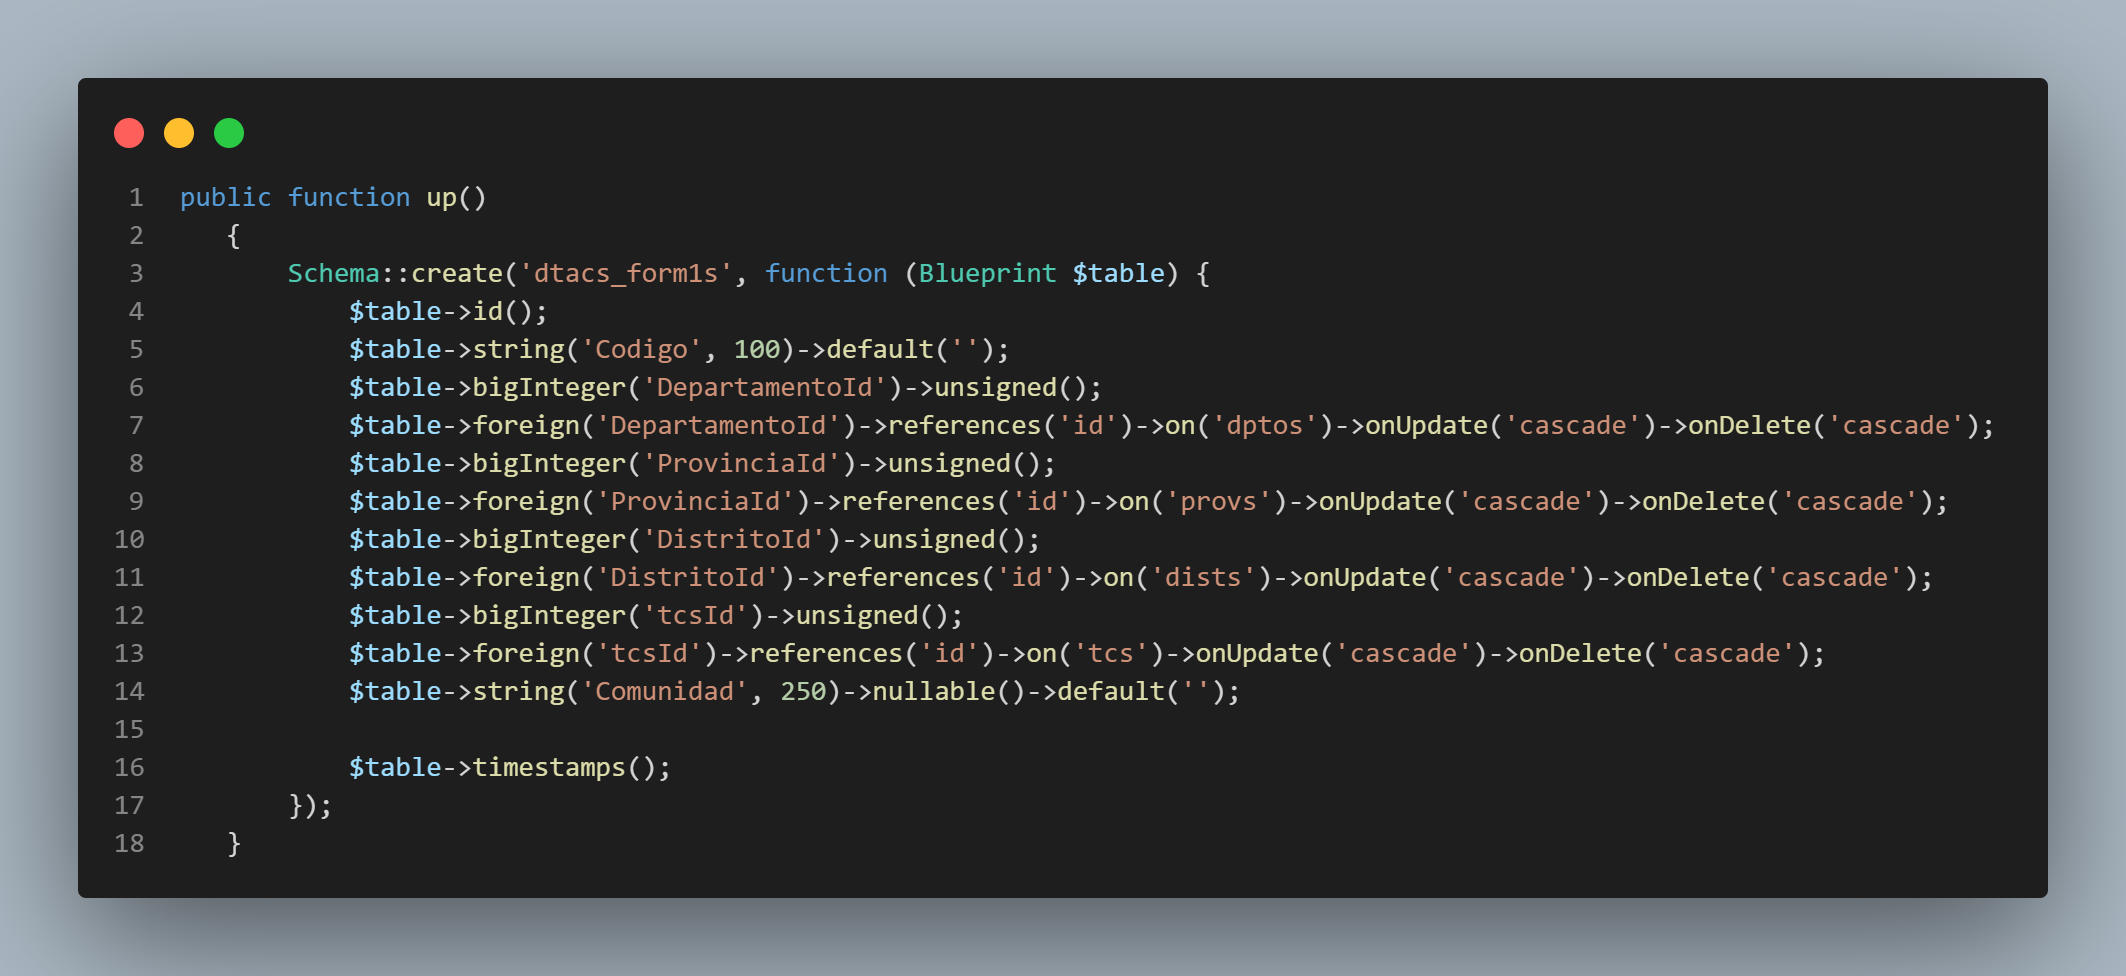 1 public function up()
2    {
3        Schema::create('dtacs_form1s', function (Blueprint $table) {
4            $table->id();
5            $table->string('Codigo', 100)->default('');
6            $table->bigInteger('DepartamentoId')->unsigned();
7            $table->foreign('DepartamentoId')->references('id')->on('dptos')->onUpdate('cascade')->onDelete('cascade');
8            $table->bigInteger('ProvinciaId')->unsigned();
9            $table->foreign('ProvinciaId')->references('id')->on('provs')->onUpdate('cascade')->onDelete('cascade');
10            $table->bigInteger('DistritoId')->unsigned();
11            $table->foreign('DistritoId')->references('id')->on('dists')->onUpdate('cascade')->onDelete('cascade');
12            $table->bigInteger('tcsId')->unsigned();
13            $table->foreign('tcsId')->references('id')->on('tcs')->onUpdate('cascade')->onDelete('cascade');
14            $table->string('Comunidad', 250)->nullable()->default('');
15
16            $table->timestamps();
17        });
18    }